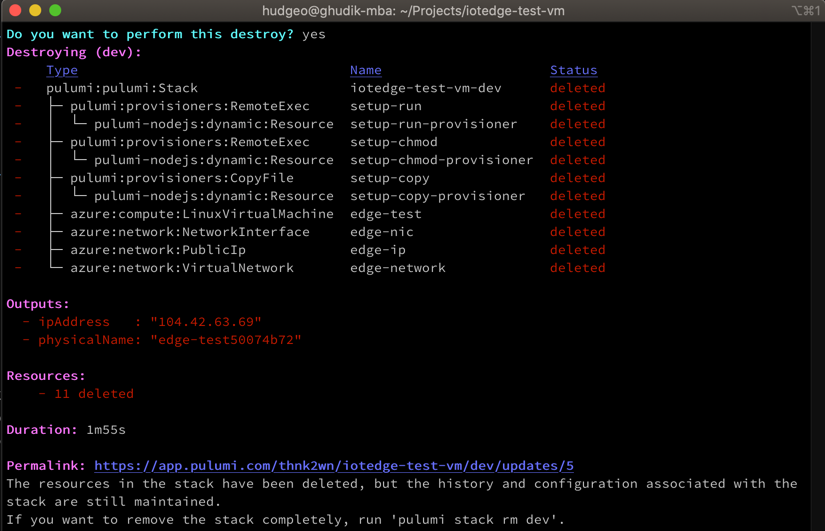 hudgeo@ghudik-mba: ~/Projects/iotedge-test-vm ⌥⌘1
Do you want to perform this destroy? yes
Destroying (dev):
Type Name Status
- pulumi:pulumi:Stack iotedge-test-vm-dev deleted
- ├─ pulumi:provisioners:RemoteExec setup-run deleted
- │ └─ pulumi-nodejs:dynamic:Resource setup-run-provisioner deleted
- ├─ pulumi:provisioners:RemoteExec setup-chmod deleted
- │ └─ pulumi-nodejs:dynamic:Resource setup-chmod-provisioner deleted
- ├─ pulumi:provisioners:CopyFile setup-copy deleted
- │ └─ pulumi-nodejs:dynamic:Resource setup-copy-provisioner deleted
- ├─ azure:compute:LinuxVirtualMachine edge-test deleted
- ├─ azure:network:NetworkInterface edge-nic deleted
- ├─ azure:network:PublicIp edge-ip deleted
- └─ azure:network:VirtualNetwork edge-network deleted
Outputs:
- ipAddress : "104.42.63.69"
- physicalName: "edge-test50074b72"
Resources:
- 11 deleted
Duration: 1m55s
Permalink: https://app.pulumi.com/thnk2wn/iotedge-test-vm/dev/updates/5
The resources in the stack have been deleted, but the history and configuration associated with the
stack are still maintained.
If you want to remove the stack completely, run 'pulumi stack rm dev'.